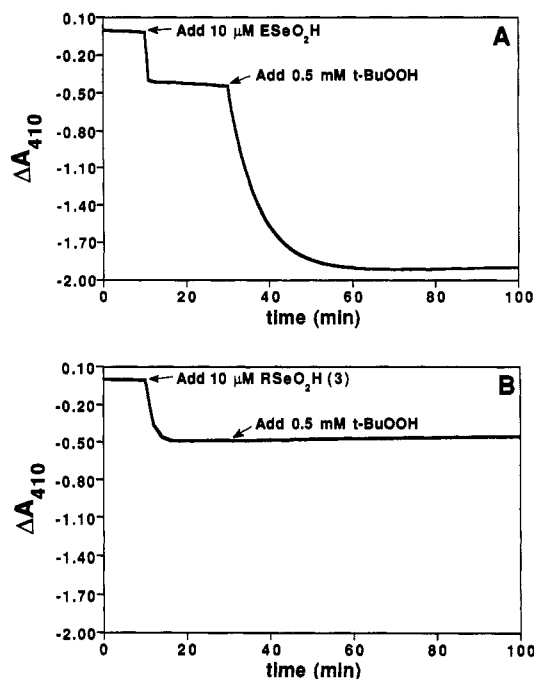 A
Add 10 μM ESeO₂H
Add 0.5 mM t-BuOOH
0.10
-0.20
-0.50
-0.80
-1.10
-1.40
-1.70
-2.00
ΔA₄₁₀
0 20 40 60 80 100
time (min)
B
Add 10 μM RSeO₂H (3)
Add 0.5 mM t-BuOOH
0.10
-0.20
-0.50
-0.80
-1.10
-1.40
-1.70
-2.00
ΔA₄₁₀
0 20 40 60 80 100
time (min)